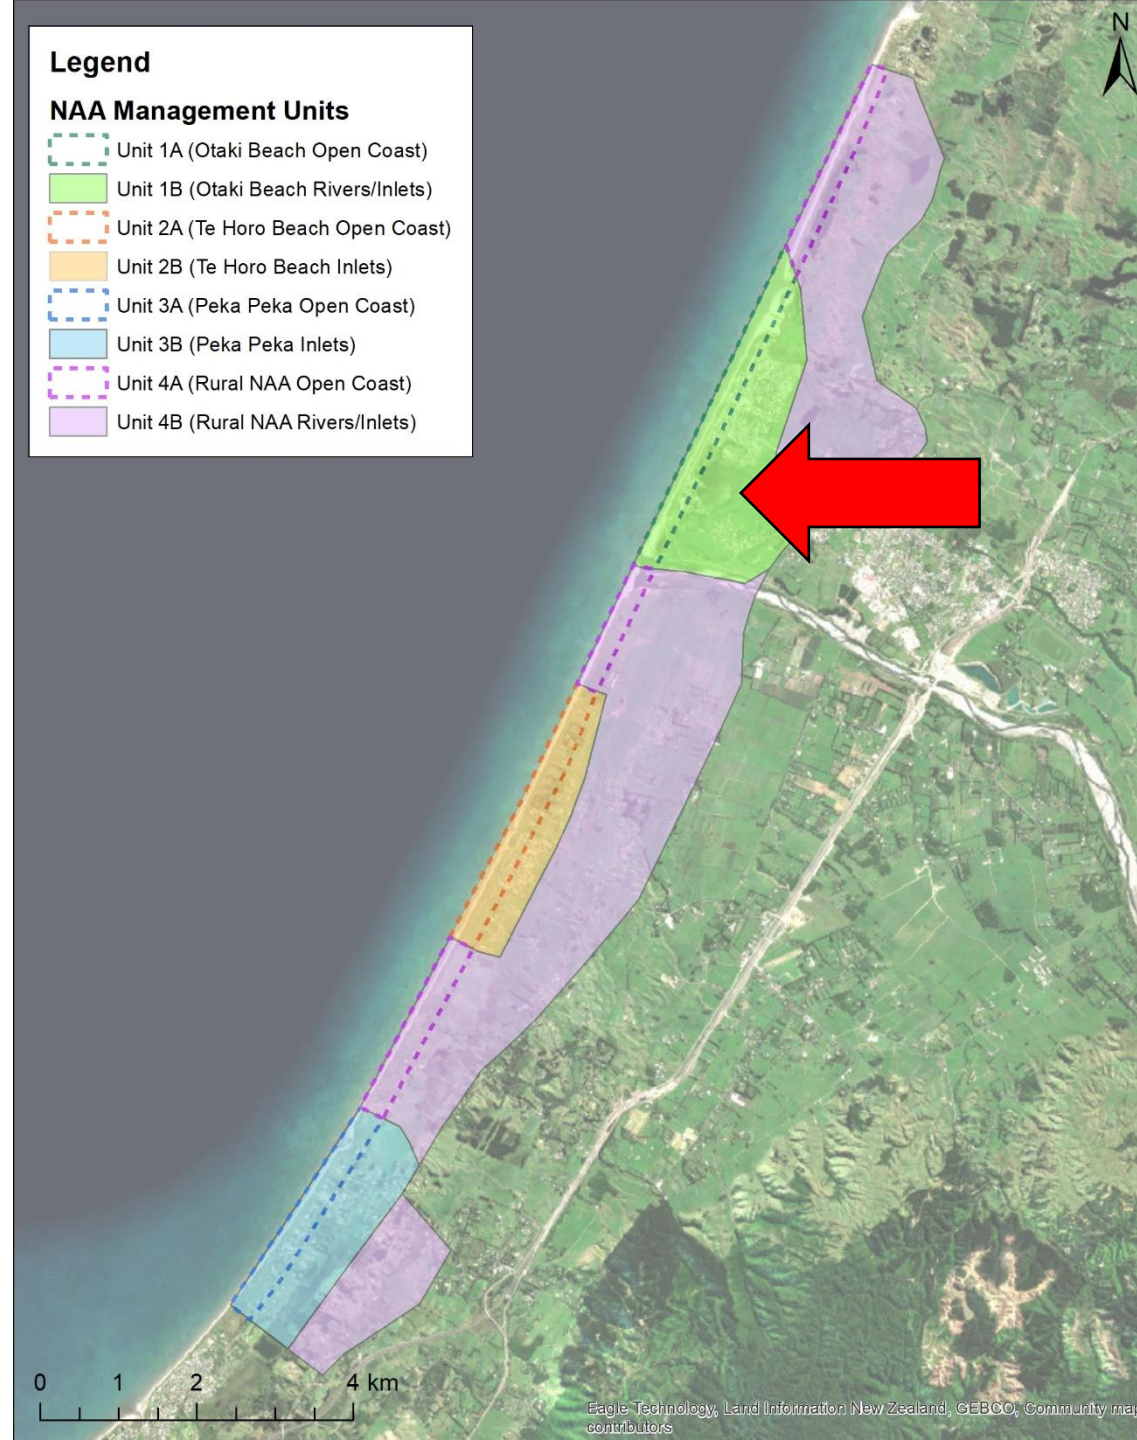 Legend
NAA Management Units
Unit 1A (Otaki Beach Open Coast)
Unit 1B (Otaki Beach Rivers/Inlets)
Unit 2A (Te Horo Beach Open Coast)
Unit 2B (Te Horo Beach Inlets)
Unit 3A (Peka Peka Open Coast)
Unit 3B (Peka Peka Inlets)
Unit 4A (Rural NAA Open Coast)
Unit 4B (Rural NAA Rivers/Inlets)
N
0 1 2 4 km
Eagle Technology, Land Information New Zealand, GEBCO, Community map
contributors